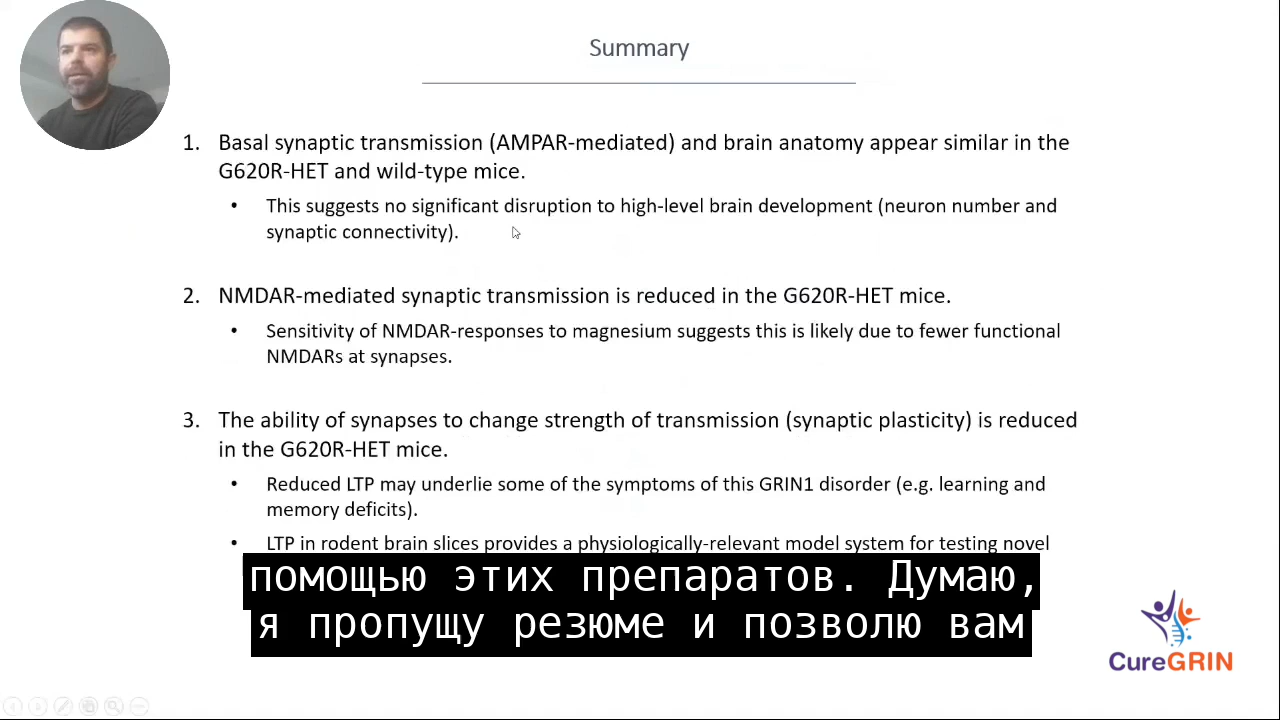 Summary
1. Basal synaptic transmission (AMPAR-mediated) and brain anatomy appear similar in the
G620R-HET and wild-type mice.
• This suggests no significant disruption to high-level brain development (neuron number and
synaptic connectivity).
2. NMDAR-mediated synaptic transmission is reduced in the G620R-HET mice.
• Sensitivity of NMDAR-responses to magnesium suggests this is likely due to fewer functional
NMDARs at synapses.
3. The ability of synapses to change strength of transmission (synaptic plasticity) is reduced
in the G620R-HET mice.
• Reduced LTP may underlie some of the symptoms of this GRIN1 disorder (e.g. learning and
memory deficits).
• LTP in rodent brain slices provides a physiologically-relevant model system for testing novel
помощью этих препаратов. Думаю,
я пропущу резюме и позволю вам
CureGRIN